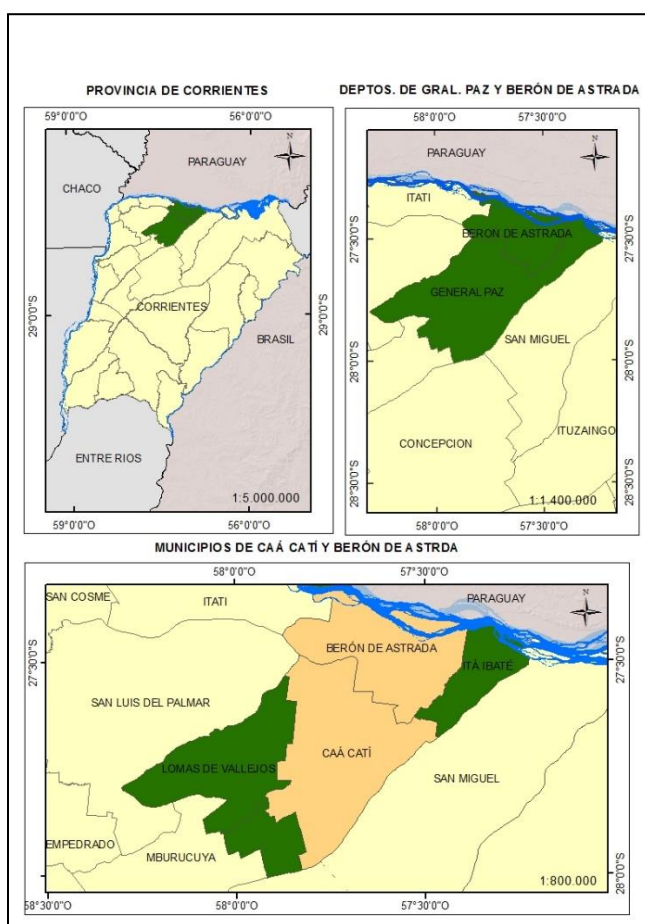 PROVINCIA DE CORRIENTES
59°0'0"O 56°0'0"O
N
PARAGUAY
CHACO
CORRIENTES
29°0'0"S
29°0'0"S
BRASIL
ENTRE RIOS
1:5.000.000
59°0'0"O 56°0'0"O
DEPTOS. DE GRAL. PAZ Y BERÓN DE ASTRADA
58°0'0"O 57°30'0"O
N
PARAGUAY
ITATI
BERON DE ASTRADA
27°30'0"S
27°30'0"S
GENERAL PAZ
SAN MIGUEL
28°0'0"S
28°0'0"S
ITUZAINGO
CONCEPCION
28°30'0"S
28°30'0"S
1:1.400.000
58°0'0"O 57°30'0"O
MUNICIPIOS DE CAÁ CATÍ Y BERÓN DE ASTRDA
58°0'0"O 57°30'0"O
SAN COSME
ITATI
PARAGUAY
N
BERÓN DE ASTRADA
ITÁ IBATÉ
27°30'0"S
27°30'0"S
SAN LUIS DEL PALMAR
CAÁ CATÍ
LOMAS DE VALLEJOS
SAN MIGUEL
EMPEDRADO
MBURUCUYA
1:800.000
28°0'0"S
28°0'0"S
58°30'0"O 58°0'0"O 57°30'0"O